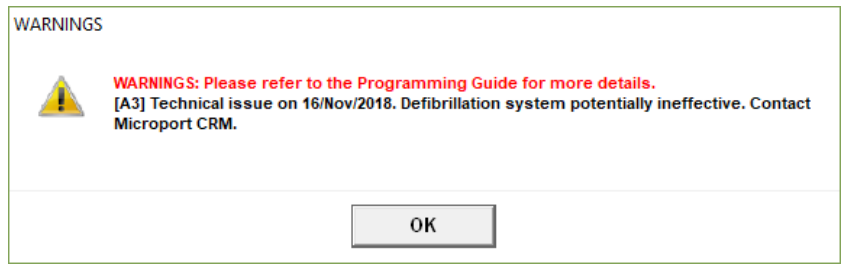 WARNINGS
WARNINGS: Please refer to the Programming Guide for more details.
[A3] Technical issue on 16/Nov/2018. Defibrillation system potentially ineffective. Contact
Microport CRM.
OK